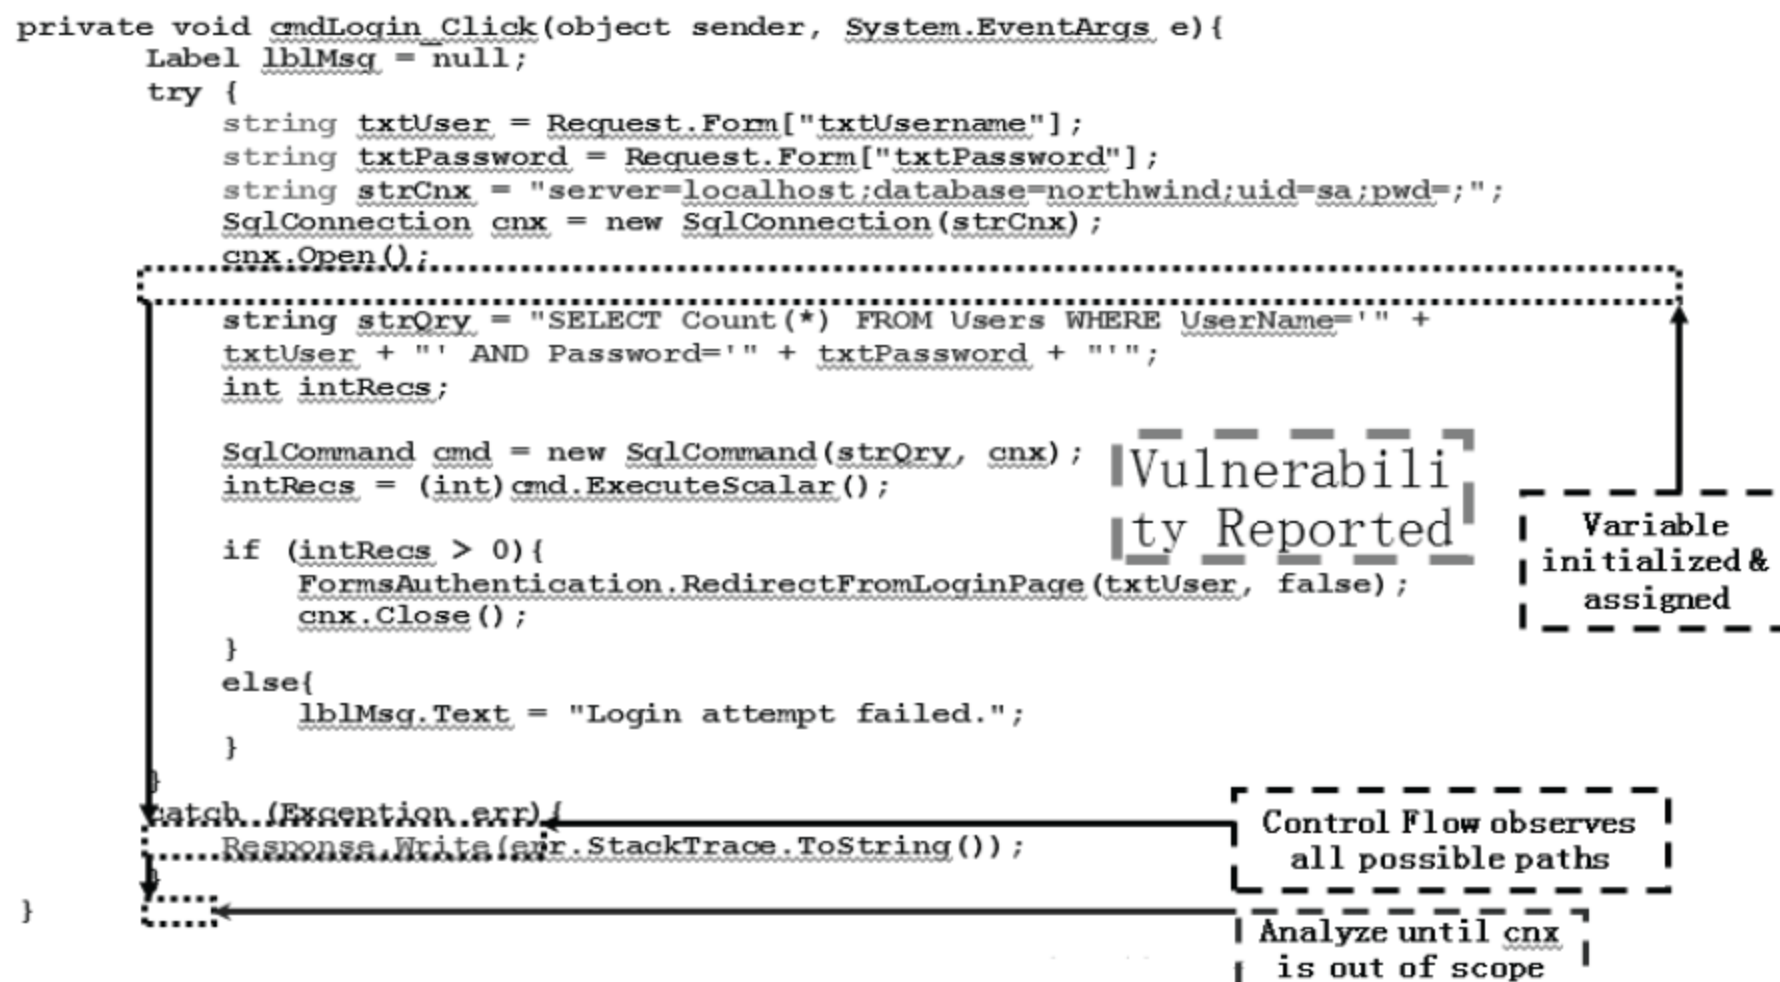 private void cmdLogin_Click(object sender, System.EventArgs e){
Label lblMsg = null;
try {
string txtUser = Request.Form["txtUsername"];
string txtPassword = Request.Form["txtPassword"];
string strCnx = "server=localhost;database=northwind;uid=sa;pwd=;";
SqlConnection cnx = new SqlConnection(strCnx);
cnx.Open();
string strQry = "SELECT Count(*) FROM Users WHERE UserName='" +
txtUser + "' AND Password='" + txtPassword + "'";
int intRecs;
SqlCommand cmd = new SqlCommand(strQry, cnx);
intRecs = (int)cmd.ExecuteScalar();
Vulnerabili
ty Reported
Variable
initialized &
assigned
if (intRecs > 0){
FormsAuthentication.RedirectFromLoginPage(txtUser, false);
cnx.Close();
}
else{
lblMsg.Text = "Login attempt failed.";
}
}
catch (Exception err){
Response.Write(err.StackTrace.ToString());
}
}
Control Flow observes
all possible paths
Analyze until cnx
is out of scope